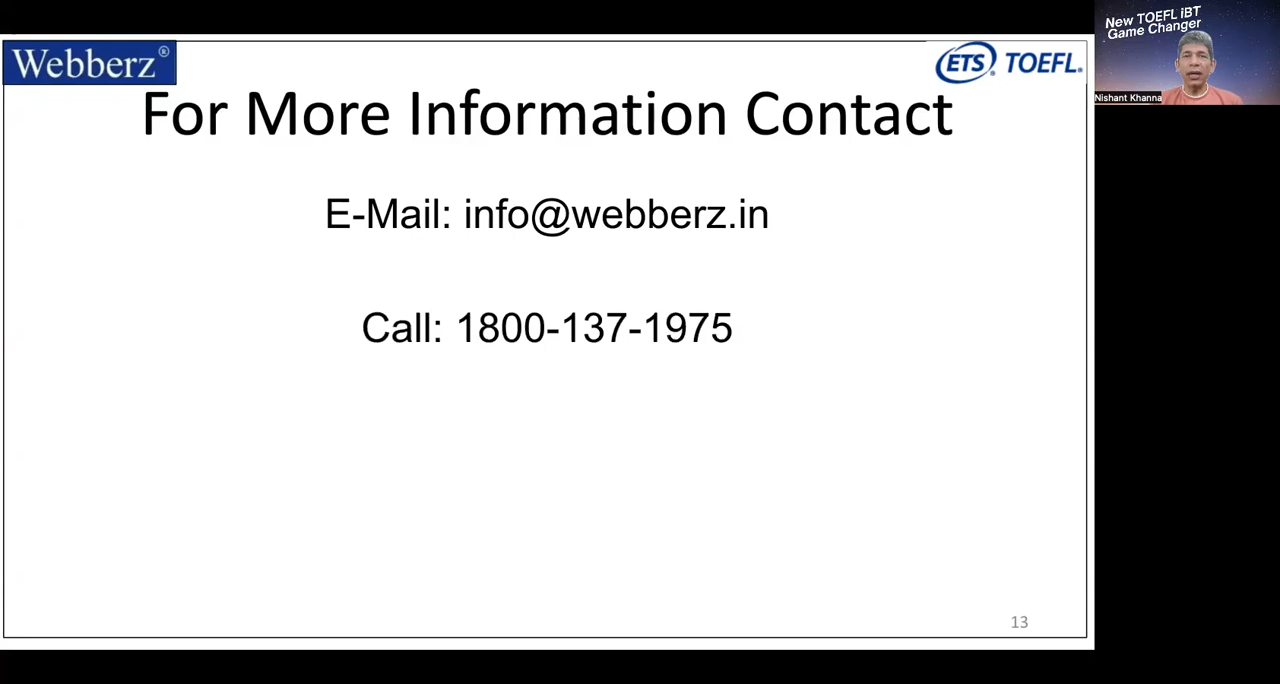 Webberz®
ETS® TOEFL®
For More Information Contact
E-Mail: info@webberz.in
Call: 1800-137-1975
13
New TOEFL iBT
Game Changer
Nishant Khanna